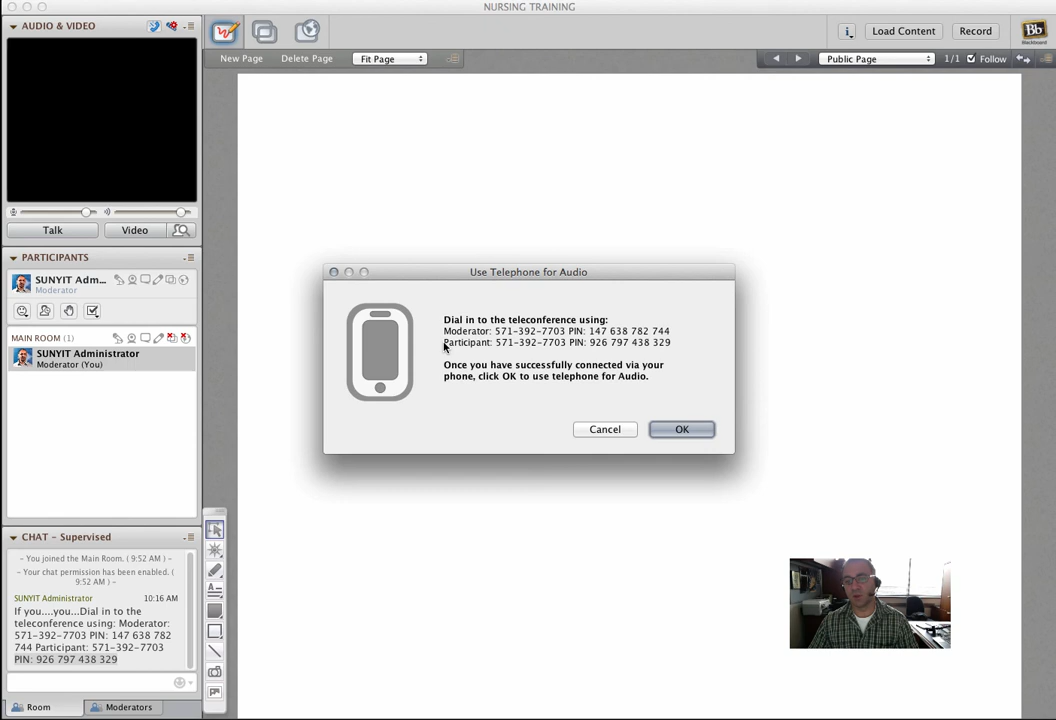 NURSING TRAINING
AUDIO & VIDEO
Talk
Video
PARTICIPANTS
SUNYIT Adm...
Moderator
MAIN ROOM (1)
SUNYIT Administrator
Moderator (You)
CHAT – Supervised
– You joined the Main Room. ( 9:52 AM ) –
– Your chat permission has been enabled. (
9:52 AM ) –
SUNYIT Administrator 10:16 AM
If you....you...Dial in to the
teleconference using: Moderator:
571-392-7703 PIN: 147 638 782
744 Participant: 571-392-7703
PIN: 926 797 438 329
Room
Moderators
Load Content
Record
Bb
Blackboard
New Page
Delete Page
Fit Page
Public Page
1/1
Follow
Use Telephone for Audio
Dial in to the teleconference using:
Moderator: 571-392-7703 PIN: 147 638 782 744
Participant: 571-392-7703 PIN: 926 797 438 329
Once you have successfully connected via your
phone, click OK to use telephone for Audio.
Cancel
OK